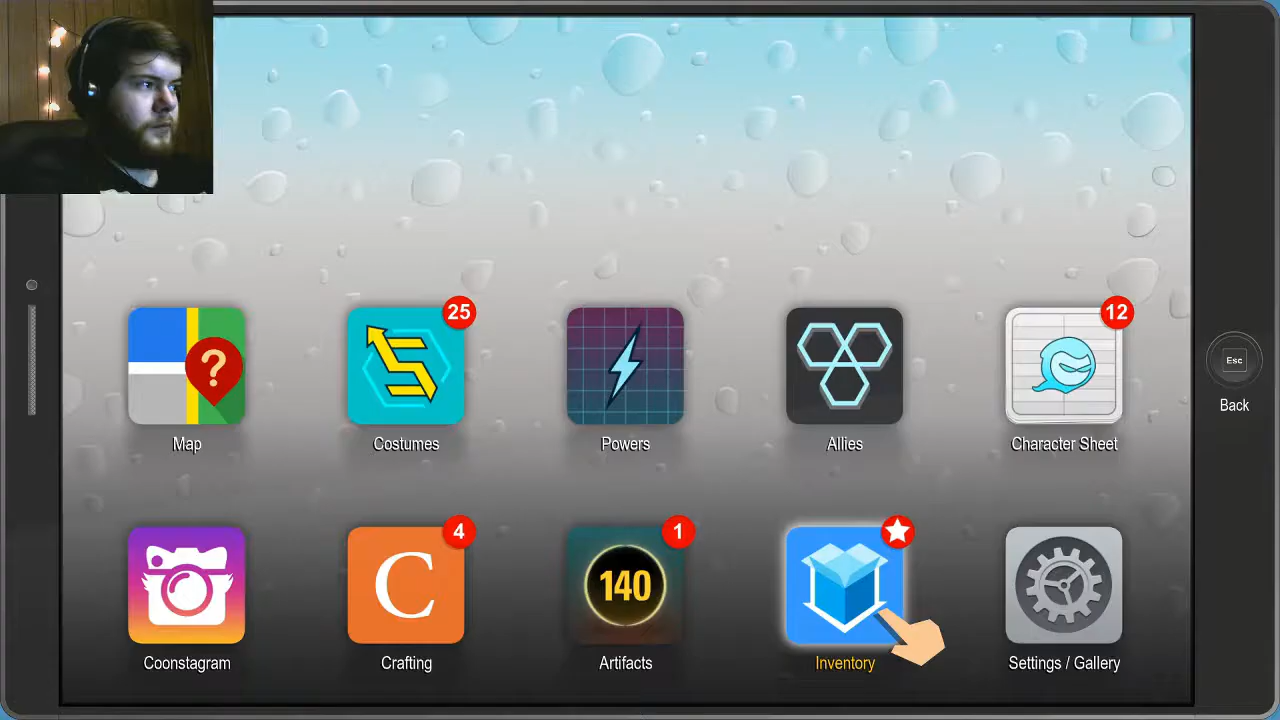 25
12
?
Map
Costumes
Powers
Allies
Character Sheet
Esc
Back
4
1
C
140
Coonstagram
Crafting
Artifacts
Inventory
Settings / Gallery